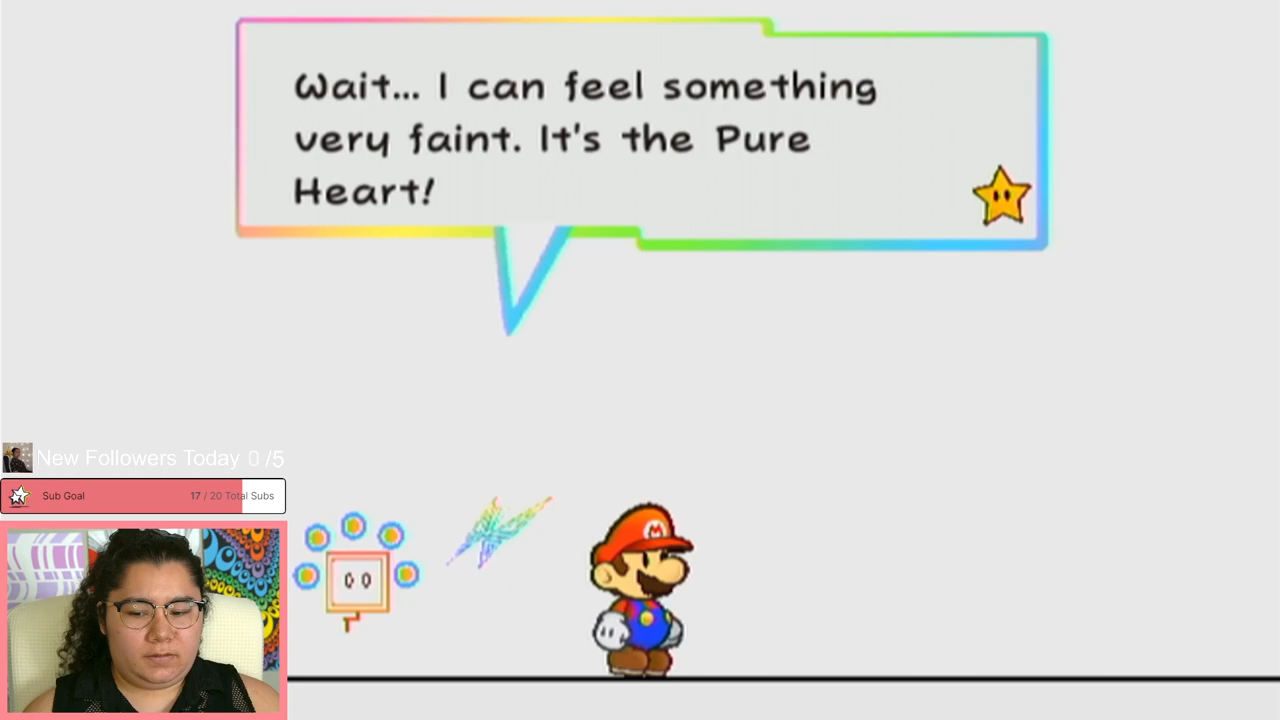 Wait... I can feel something
very faint. It's the Pure
Heart!
New Followers Today 0 /5
Sub Goal
17 / 20 Total Subs
M